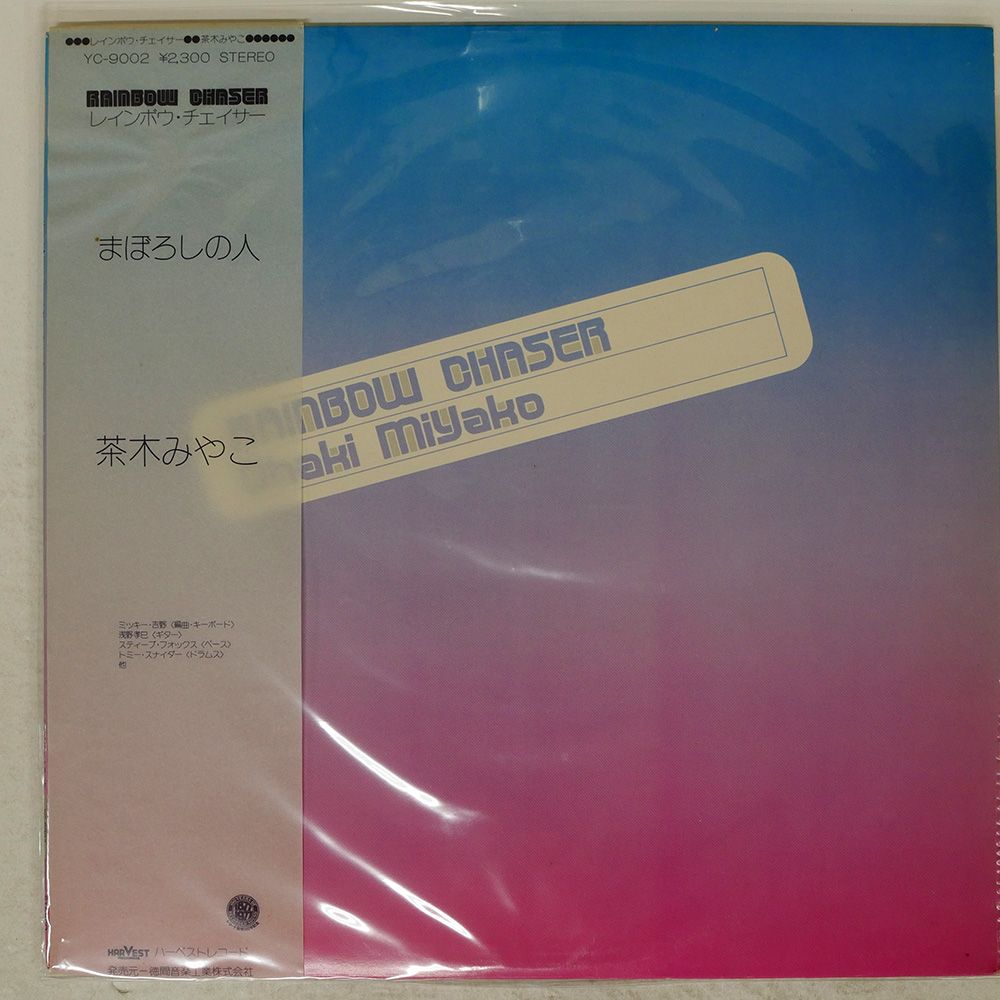 ●●●レインボウ・チェイサー●●茶木みやこ●●●●●●
YC-9002 ¥2,300 STEREO
RAINBOW CHASER
レインボウ・チェイサー
まぼろしの人
茶木みやこ
RAINBOW CHASER
Chaki Miyako
ミッキー・吉野〈編曲・キーボード〉
浅野孝巳〈ギター〉
スティーブ・フォックス〈ベース〉
トミー・スナイダー〈ドラムス〉
他
HARVEST ハーベストレコード
発売元ー徳間音楽工業株式会社